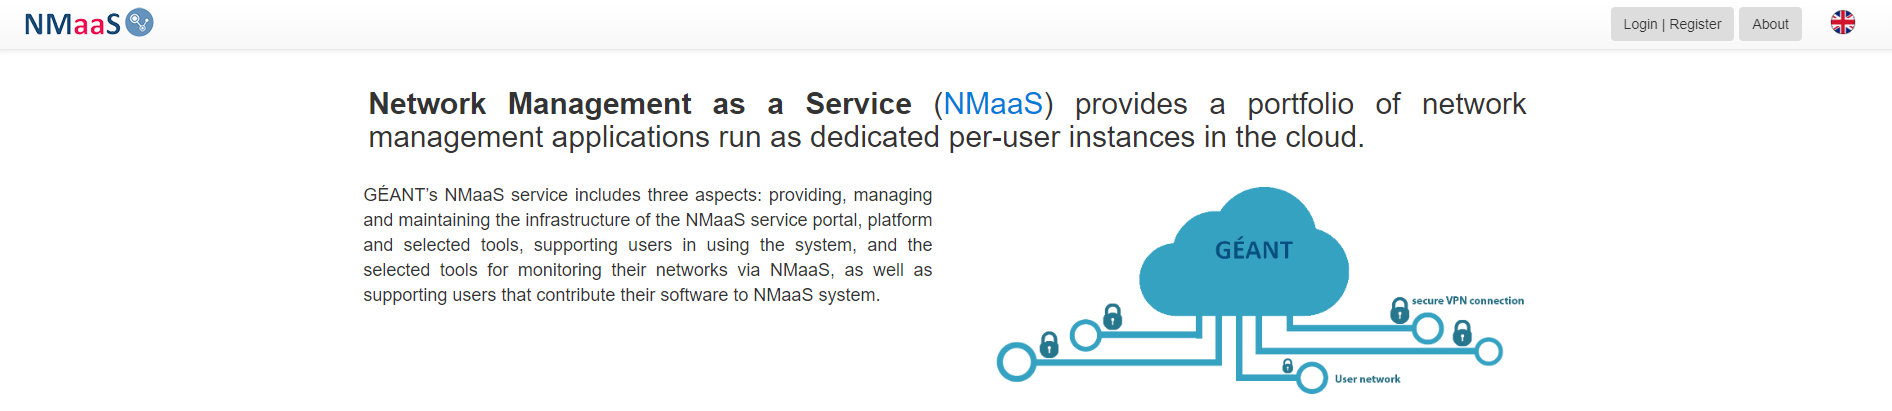 NMaaS
Login | Register
About
Network Management as a Service (NMaaS) provides a portfolio of network
management applications run as dedicated per-user instances in the cloud.
GÉANT’s NMaaS service includes three aspects: providing, managing
and maintaining the infrastructure of the NMaaS service portal, platform
and selected tools, supporting users in using the system, and the
selected tools for monitoring their networks via NMaaS, as well as
supporting users that contribute their software to NMaaS system.
GÉANT
secure VPN connection
User network